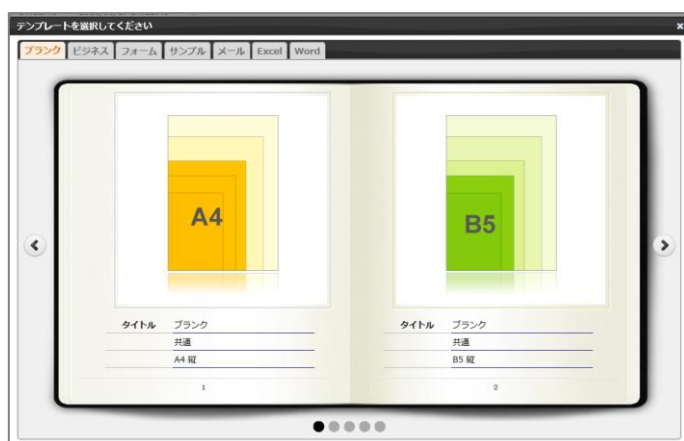 テンプレートを選択してください
ブランク ビジネス フォーム サンプル メール Excel Word
A4
タイトル ブランク
共通
A4 縦
1
B5
タイトル ブランク
共通
B5 縦
2